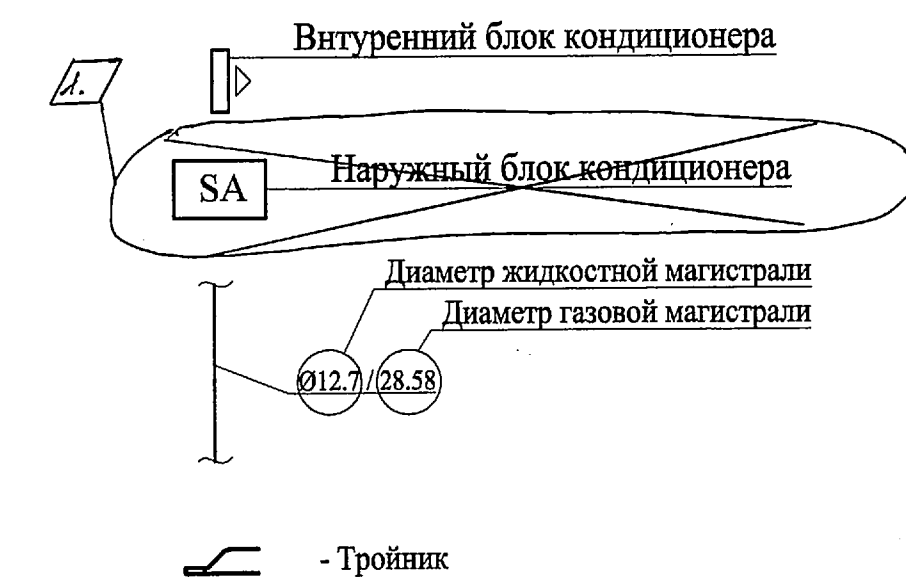 Внтуренний блок кондиционера
1.
Наружный блок кондиционера
SA
Диаметр жидкостной магистрали
Диаметр газовой магистрали
Ø12.7 / 28.58
- Тройник